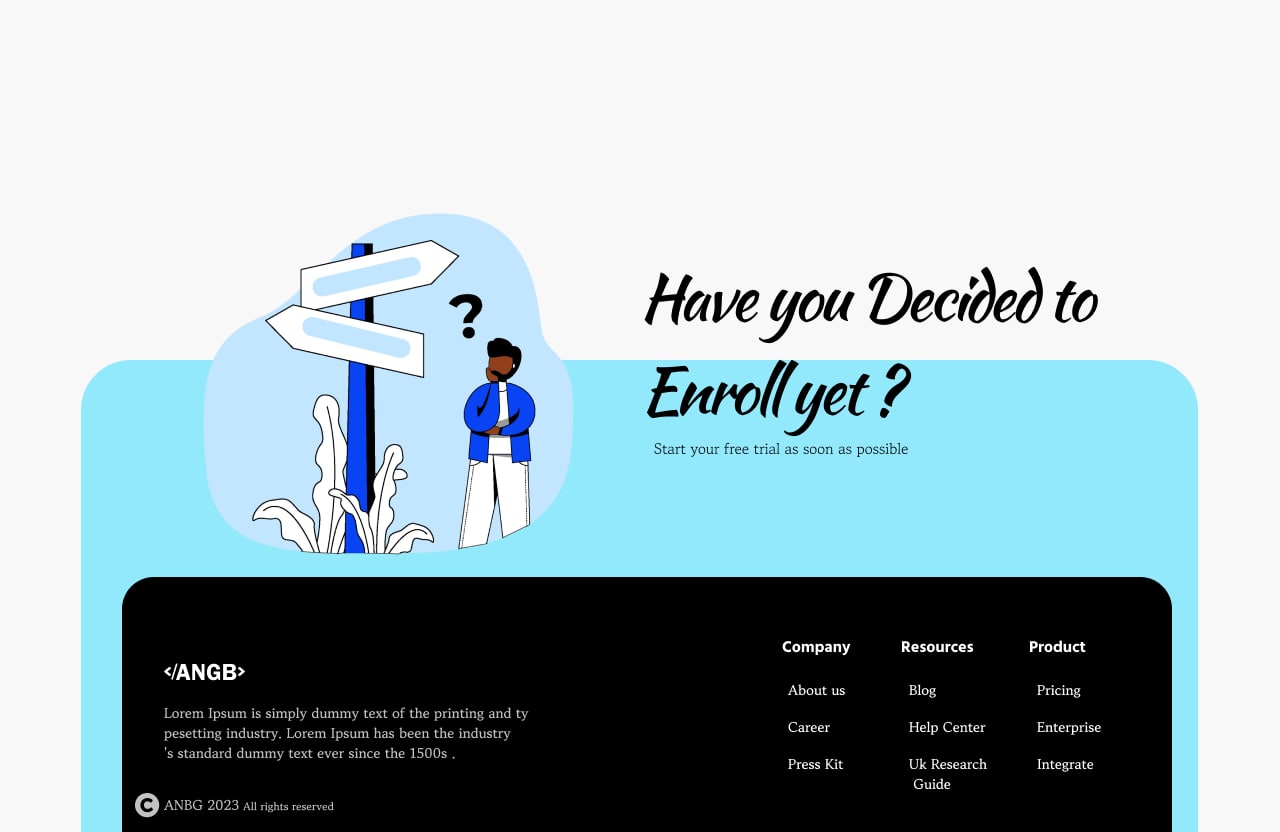 ?
Have you Decided to
Enroll yet ?
Start your free trial as soon as possible
</ANGB>
Lorem Ipsum is simply dummy text of the printing and ty
pesetting industry. Lorem Ipsum has been the industry
's standard dummy text ever since the 1500s .
Company
About us
Career
Press Kit
Resources
Blog
Help Center
Uk Research
Guide
Product
Pricing
Enterprise
Integrate
© ANBG 2023 All rights reserved